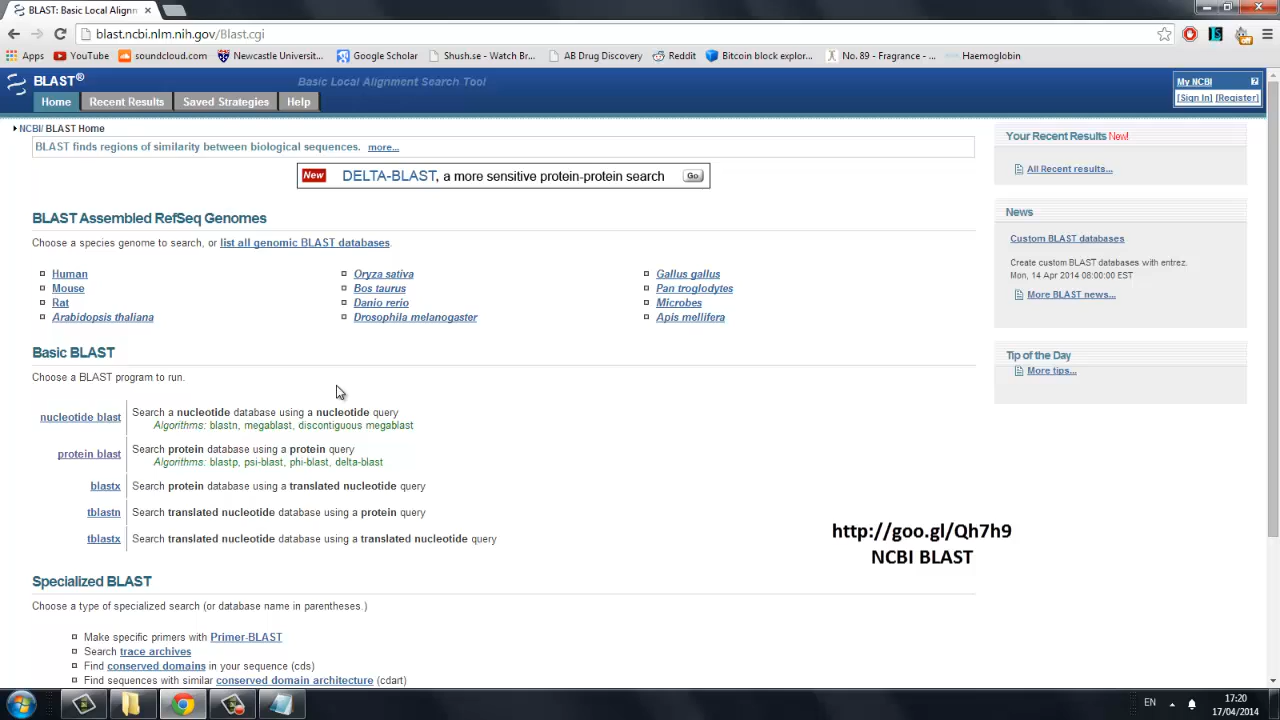 BLAST: Basic Local Alignm
blast.ncbi.nlm.nih.gov/Blast.cgi
Apps YouTube soundcloud.com Newcastle Universit... Google Scholar Shush.se - Work by... AB Drug Discovery Reddit Bitcoin block explor... No. 89 - Fragrance - ... Haemoglobin
BLAST® Basic Local Alignment Search Tool
My NCBI
Home Recent Results Saved Strategies Help
[Sign In] [Register]
NCBI/ BLAST Home
BLAST finds regions of similarity between biological sequences. more...
New DELTA-BLAST, a more sensitive protein-protein search Go
BLAST Assembled RefSeq Genomes
Choose a species genome to search, or list all genomic BLAST databases.
Human
Mouse
Rat
Arabidopsis thaliana
Oryza sativa
Bos taurus
Danio rerio
Drosophila melanogaster
Gallus gallus
Pan troglodytes
Microbes
Apis mellifera
Basic BLAST
Choose a BLAST program to run.
nucleotide blast Search a nucleotide database using a nucleotide query
Algorithms: blastn, megablast, discontiguous megablast
protein blast Search protein database using a protein query
Algorithms: blastp, psi-blast, phi-blast, delta-blast
blastx Search protein database using a translated nucleotide query
tblastn Search translated nucleotide database using a protein query
tblastx Search translated nucleotide database using a translated nucleotide query
Specialized BLAST
Choose a type of specialized search (or database name in parentheses.)
Make specific primers with Primer-BLAST
Search trace archives
Find conserved domains in your sequence (cds)
Find sequences with similar conserved domain architecture (cdart)
Your Recent Results New!
All Recent results...
News
Custom BLAST databases
Create custom BLAST databases with entrez.
Mon, 14 Apr 2014 08:00:00 EST
More BLAST news...
Tip of the Day
More tips...
http://goo.gl/Qh7h9
NCBI BLAST
EN
17:20
17/04/2014